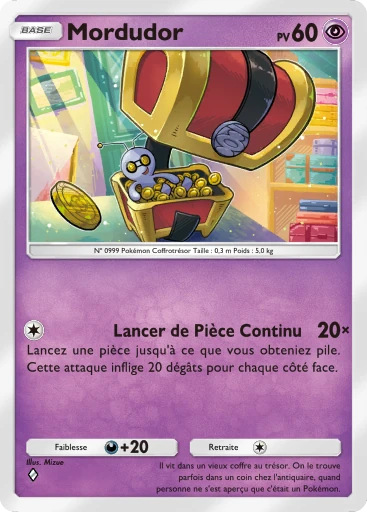 BASE Mordudor PV 60
N° 0999 Pokémon Coffrotrésor Taille : 0,3 m Poids : 5,0 kg
Lancer de Pièce Continu 20×
Lancez une pièce jusqu'à ce que vous obteniez pile.
Cette attaque inflige 20 dégâts pour chaque côté face.
Faiblesse +20 Retraite
Illus. Mizue
Il vit dans un vieux coffre au trésor. On le trouve
parfois dans un coin chez l'antiquaire, quand
personne ne s'est aperçu que c'était un Pokémon.